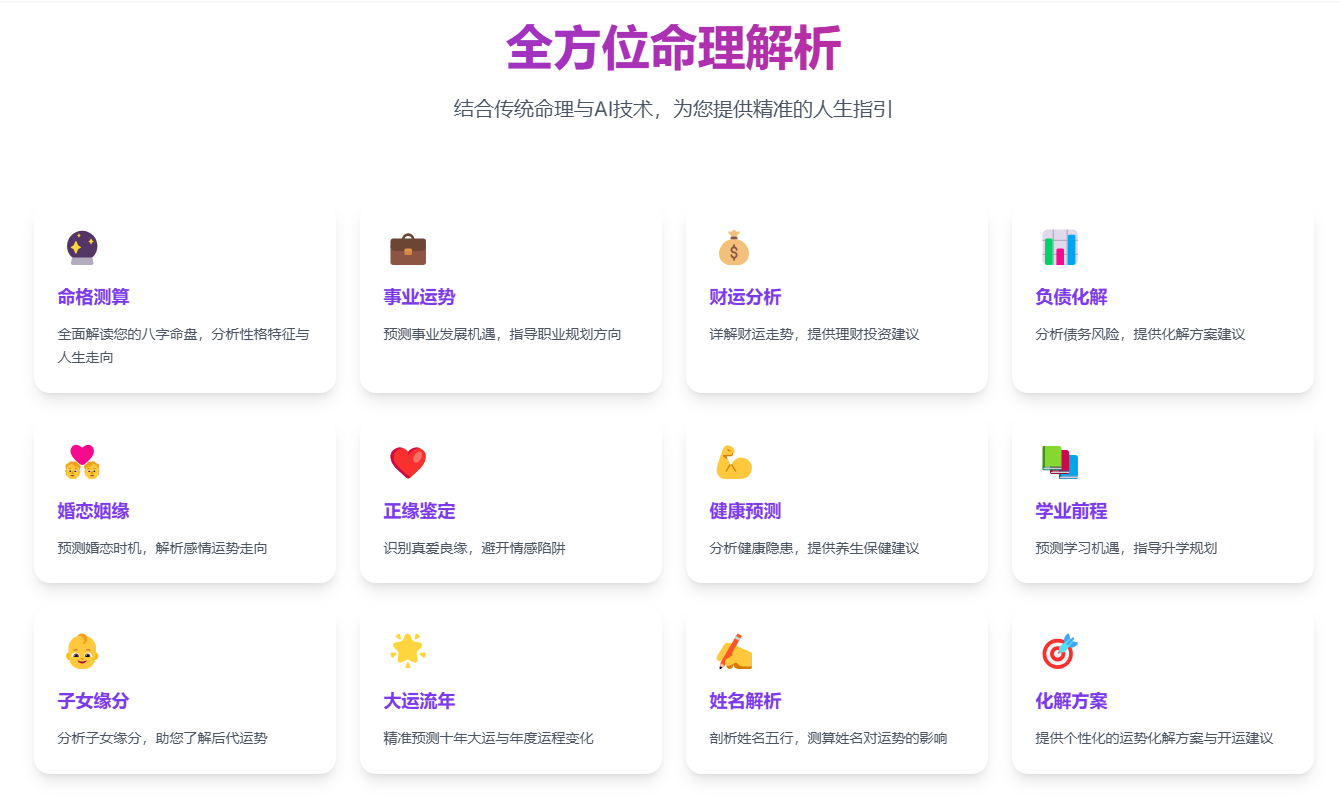 全方位命理解析
结合传统命理与AI技术，为您提供精准的人生指引
命格测算
全面解读您的八字命盘，分析性格特征与
人生走向
事业运势
预测事业发展机遇，指导职业规划方向
财运分析
详解财运走势，提供理财投资建议
负债化解
分析债务风险，提供化解方案建议
婚恋姻缘
预测婚恋时机，解析感情运势走向
正缘鉴定
识别真爱良缘，避开情感陷阱
健康预测
分析健康隐患，提供养生保健建议
学业前程
预测学习机遇，指导升学规划
子女缘分
分析子女缘分，助您了解后代运势
大运流年
精准预测十年大运与年度运程变化
姓名解析
剖析姓名五行，测算姓名对运势的影响
化解方案
提供个性化的运势化解方案与开运建议